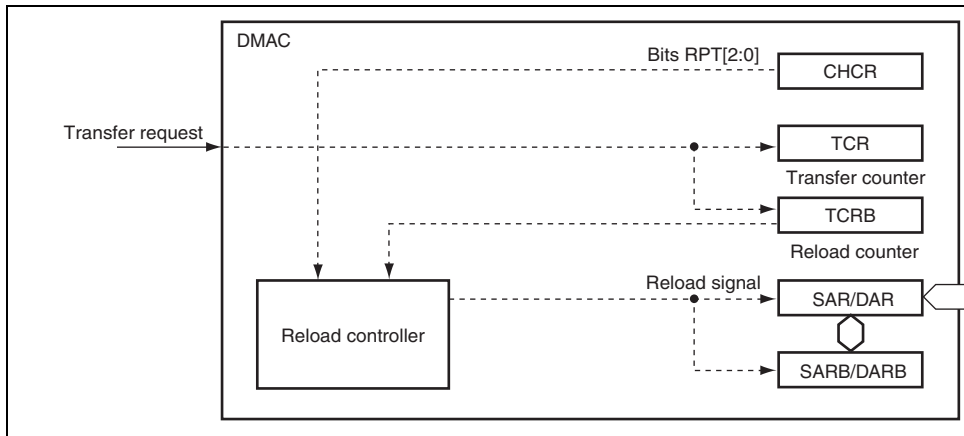 DMAC
Bits RPT[2:0]
CHCR
Transfer request
TCR
Transfer counter
TCRB
Reload counter
Reload signal
SAR/DAR
Reload controller
SARB/DARB